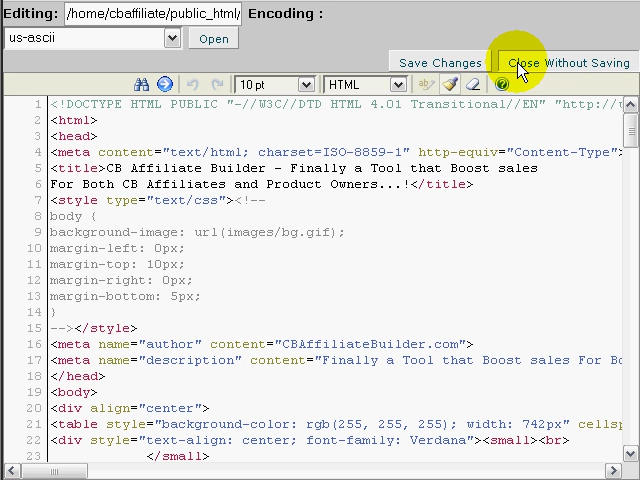 Editing: /home/cbaffiliate/public_html/ Encoding :
us-ascii Open
Save Changes Close Without Saving
10 pt HTML
1 <!DOCTYPE HTML PUBLIC "-//W3C//DTD HTML 4.01 Transitional//EN" "http://
2 <html>
3 <head>
4 <meta content="text/html; charset=ISO-8859-1" http-equiv="Content-Type">
5 <title>CB Affiliate Builder - Finally a Tool that Boost sales
6 For Both CB Affiliates and Product Owners...!</title>
7 <style type="text/css"><!--
8 body {
9 background-image: url(images/bg.gif);
10 margin-left: 0px;
11 margin-top: 10px;
12 margin-right: 0px;
13 margin-bottom: 5px;
14 }
15 --></style>
16 <meta name="author" content="CBAffiliateBuilder.com">
17 <meta name="description" content="Finally a Tool that Boost sales For
18 </head>
19 <body>
20 <div align="center">
21 <table style="background-color: rgb(255, 255, 255); width: 742px" cellsp
22 <div style="text-align: center; font-family: Verdana"><small><br>
23 </small>